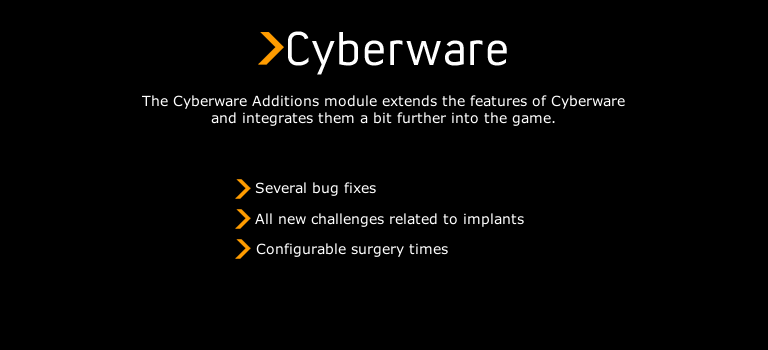 Cyberware
The Cyberware Additions module extends the features of Cyberware
and integrates them a bit further into the game.
Several bug fixes
All new challenges related to implants
Configurable surgery times